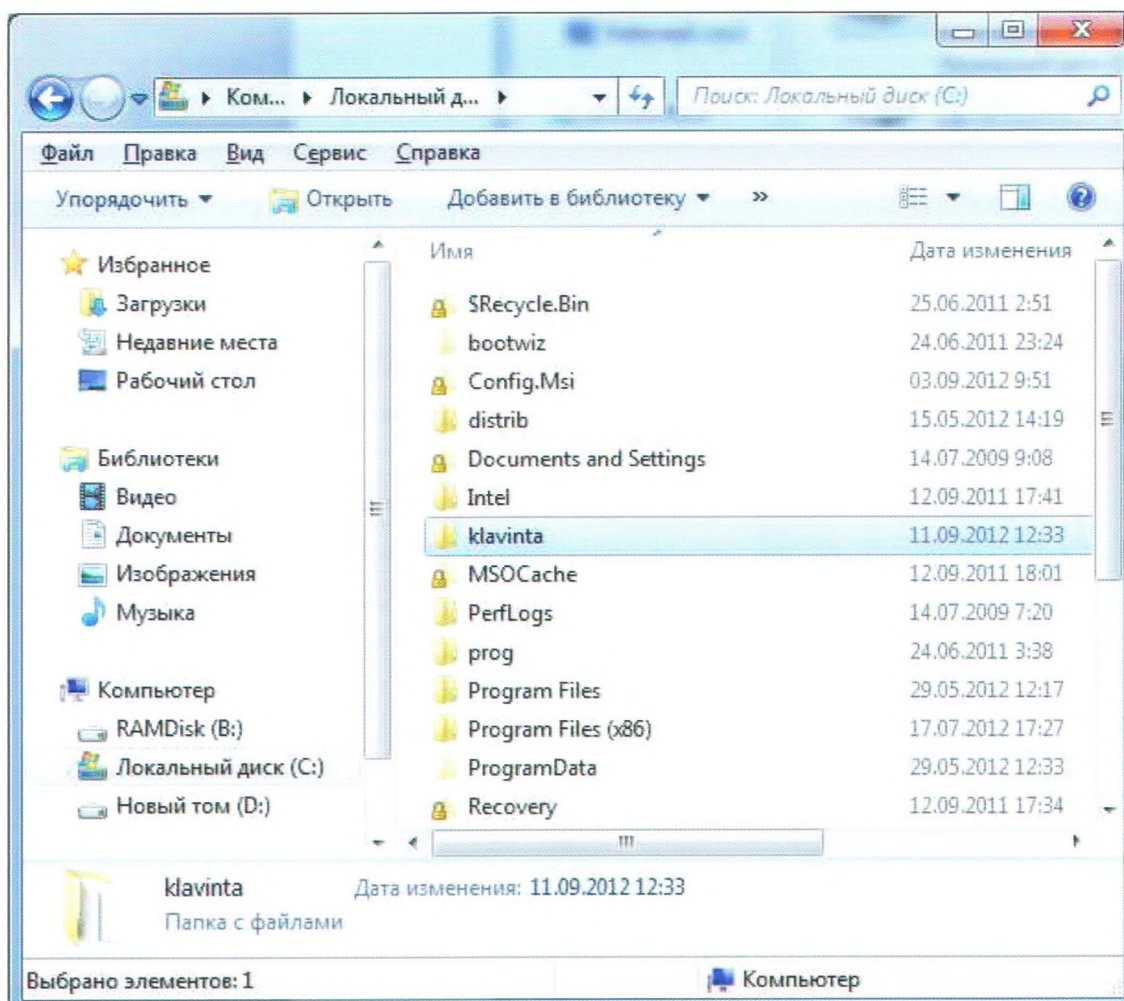 Ком... Локальный д... Поиск: Локальный диск (C:)
Файл Правка Вид Сервис Справка
Упорядочить Открыть Добавить в библиотеку »
Избранное
Загрузки
Недавние места
Рабочий стол
Библиотеки
Видео
Документы
Изображения
Музыка
Компьютер
RAMDisk (B:)
Локальный диск (C:)
Новый том (D:)
Имя Дата изменения
$Recycle.Bin 25.06.2011 2:51
bootwiz 24.06.2011 23:24
Config.Msi 03.09.2012 9:51
distrib 15.05.2012 14:19
Documents and Settings 14.07.2009 9:08
Intel 12.09.2011 17:41
klavinta 11.09.2012 12:33
MSOCache 12.09.2011 18:01
PerfLogs 14.07.2009 7:20
prog 24.06.2011 3:38
Program Files 29.05.2012 12:17
Program Files (x86) 17.07.2012 17:27
ProgramData 29.05.2012 12:33
Recovery 12.09.2011 17:34
klavinta Дата изменения: 11.09.2012 12:33
Папка с файлами
Выбрано элементов: 1 Компьютер